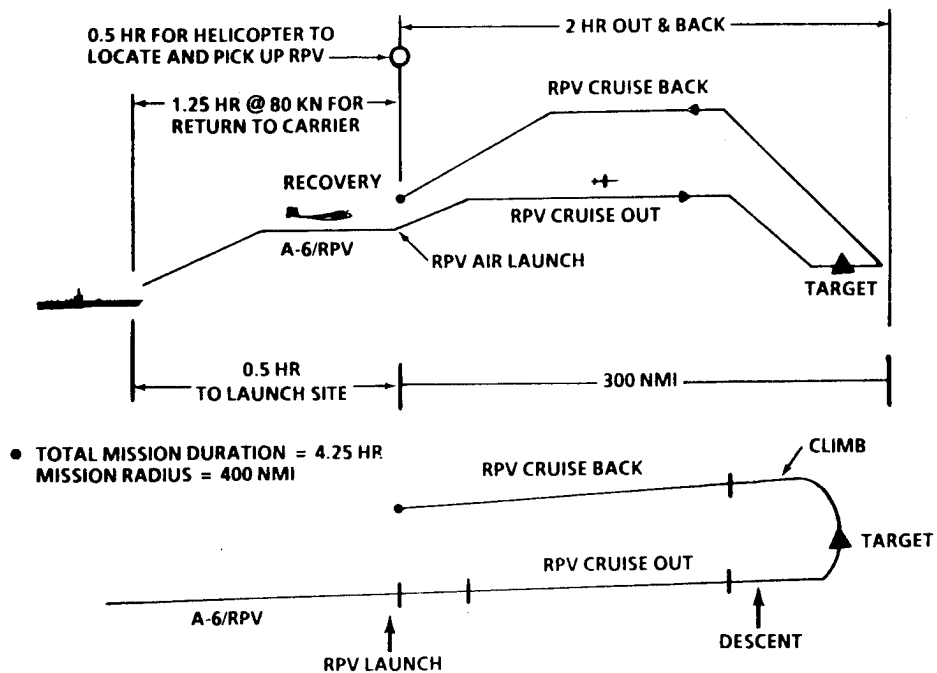 0.5 HR FOR HELICOPTER TO
LOCATE AND PICK UP RPV
2 HR OUT & BACK
1.25 HR @ 80 KN FOR
RETURN TO CARRIER
RPV CRUISE BACK
RECOVERY
RPV CRUISE OUT
A-6/RPV
RPV AIR LAUNCH
TARGET
0.5 HR
TO LAUNCH SITE
300 NMI
• TOTAL MISSION DURATION = 4.25 HR
MISSION RADIUS = 400 NMI
CLIMB
RPV CRUISE BACK
TARGET
RPV CRUISE OUT
A-6/RPV
DESCENT
RPV LAUNCH